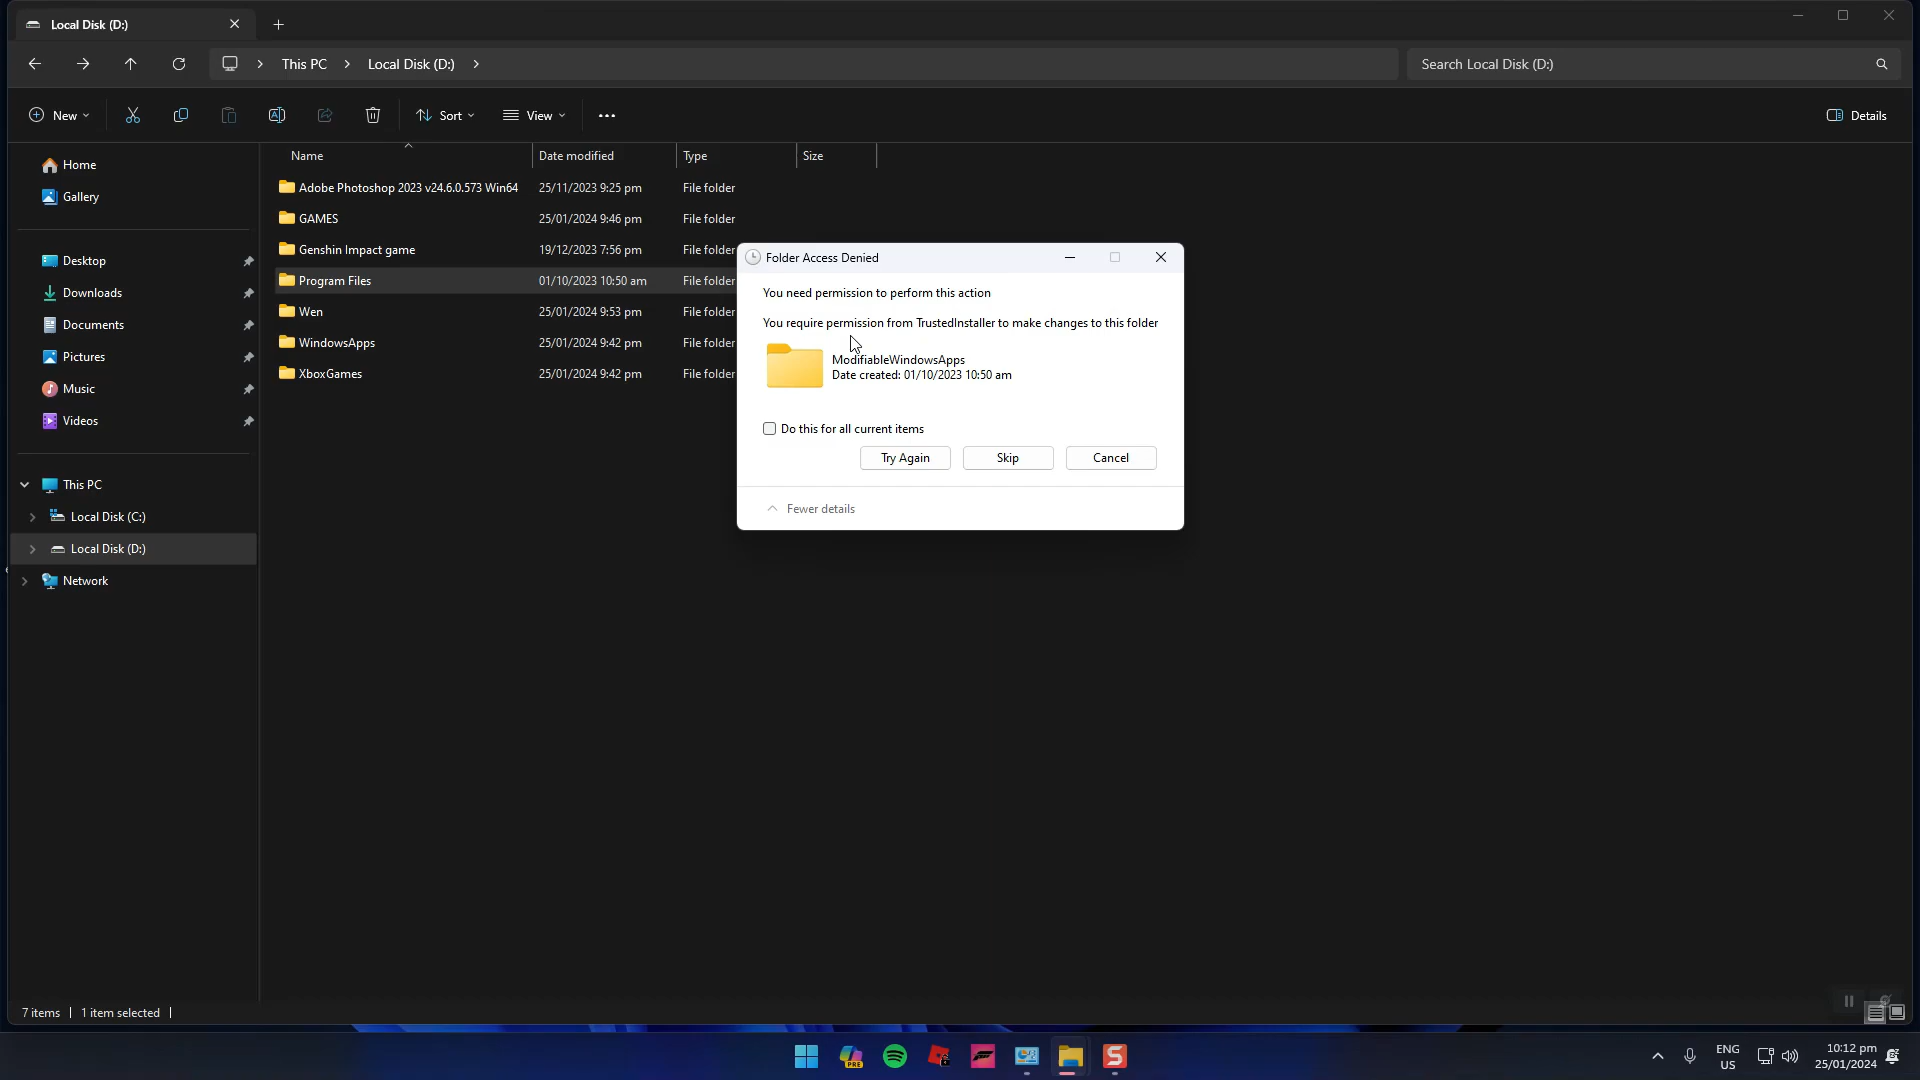 Local Disk (D:)
This PC
Local Disk (D:)
Search Local Disk (D:)
New
Sort
View
Details
Home
Gallery
Desktop
Downloads
Documents
Pictures
Music
Videos
This PC
Local Disk (C:)
Local Disk (D:)
Network
Name Date modified Type Size
Adobe Photoshop 2023 v24.6.0.573 Win64 25/11/2023 9:25 pm File folder
GAMES 25/01/2024 9:46 pm File folder
Genshin Impact game 19/12/2023 7:56 pm File folder
Program Files 01/10/2023 10:50 am File folder
Wen 25/01/2024 9:53 pm File folder
WindowsApps 25/01/2024 9:42 pm File folder
XboxGames 25/01/2024 9:42 pm File folder
Folder Access Denied
You need permission to perform this action
You require permission from TrustedInstaller to make changes to this folder
ModifiableWindowsApps
Date created: 01/10/2023 10:50 am
Do this for all current items
Try Again
Skip
Cancel
Fewer details
7 items
1 item selected
PRE
ENG
US
10:12 pm
25/01/2024